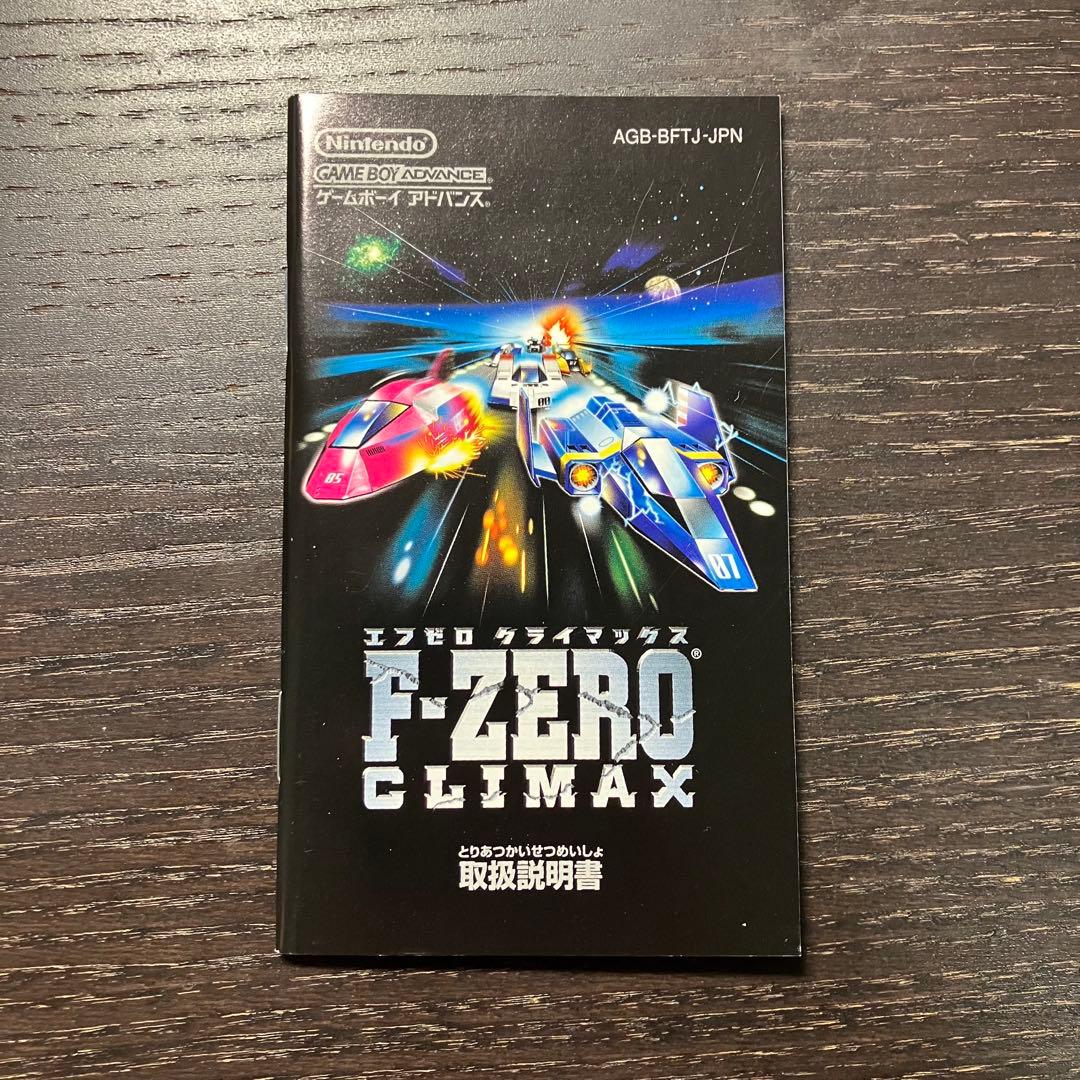 Nintendo®
AGB-BFTJ-JPN
GAME BOY ADVANCE®
ゲームボーイ アドバンス®
00
05
07
エフゼロ クライマックス
F-ZERO®
CLIMAX
とりあつかいせつめいしょ
取扱説明書